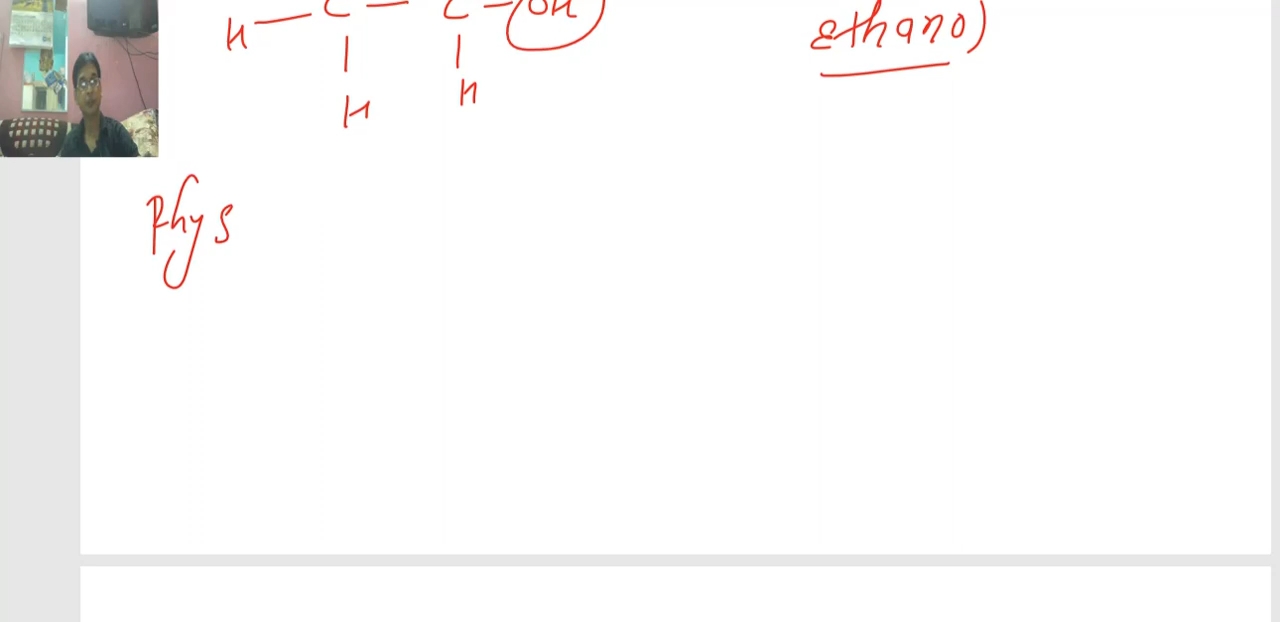 H — C — C — OH
ethanol
| |
H H
Phys